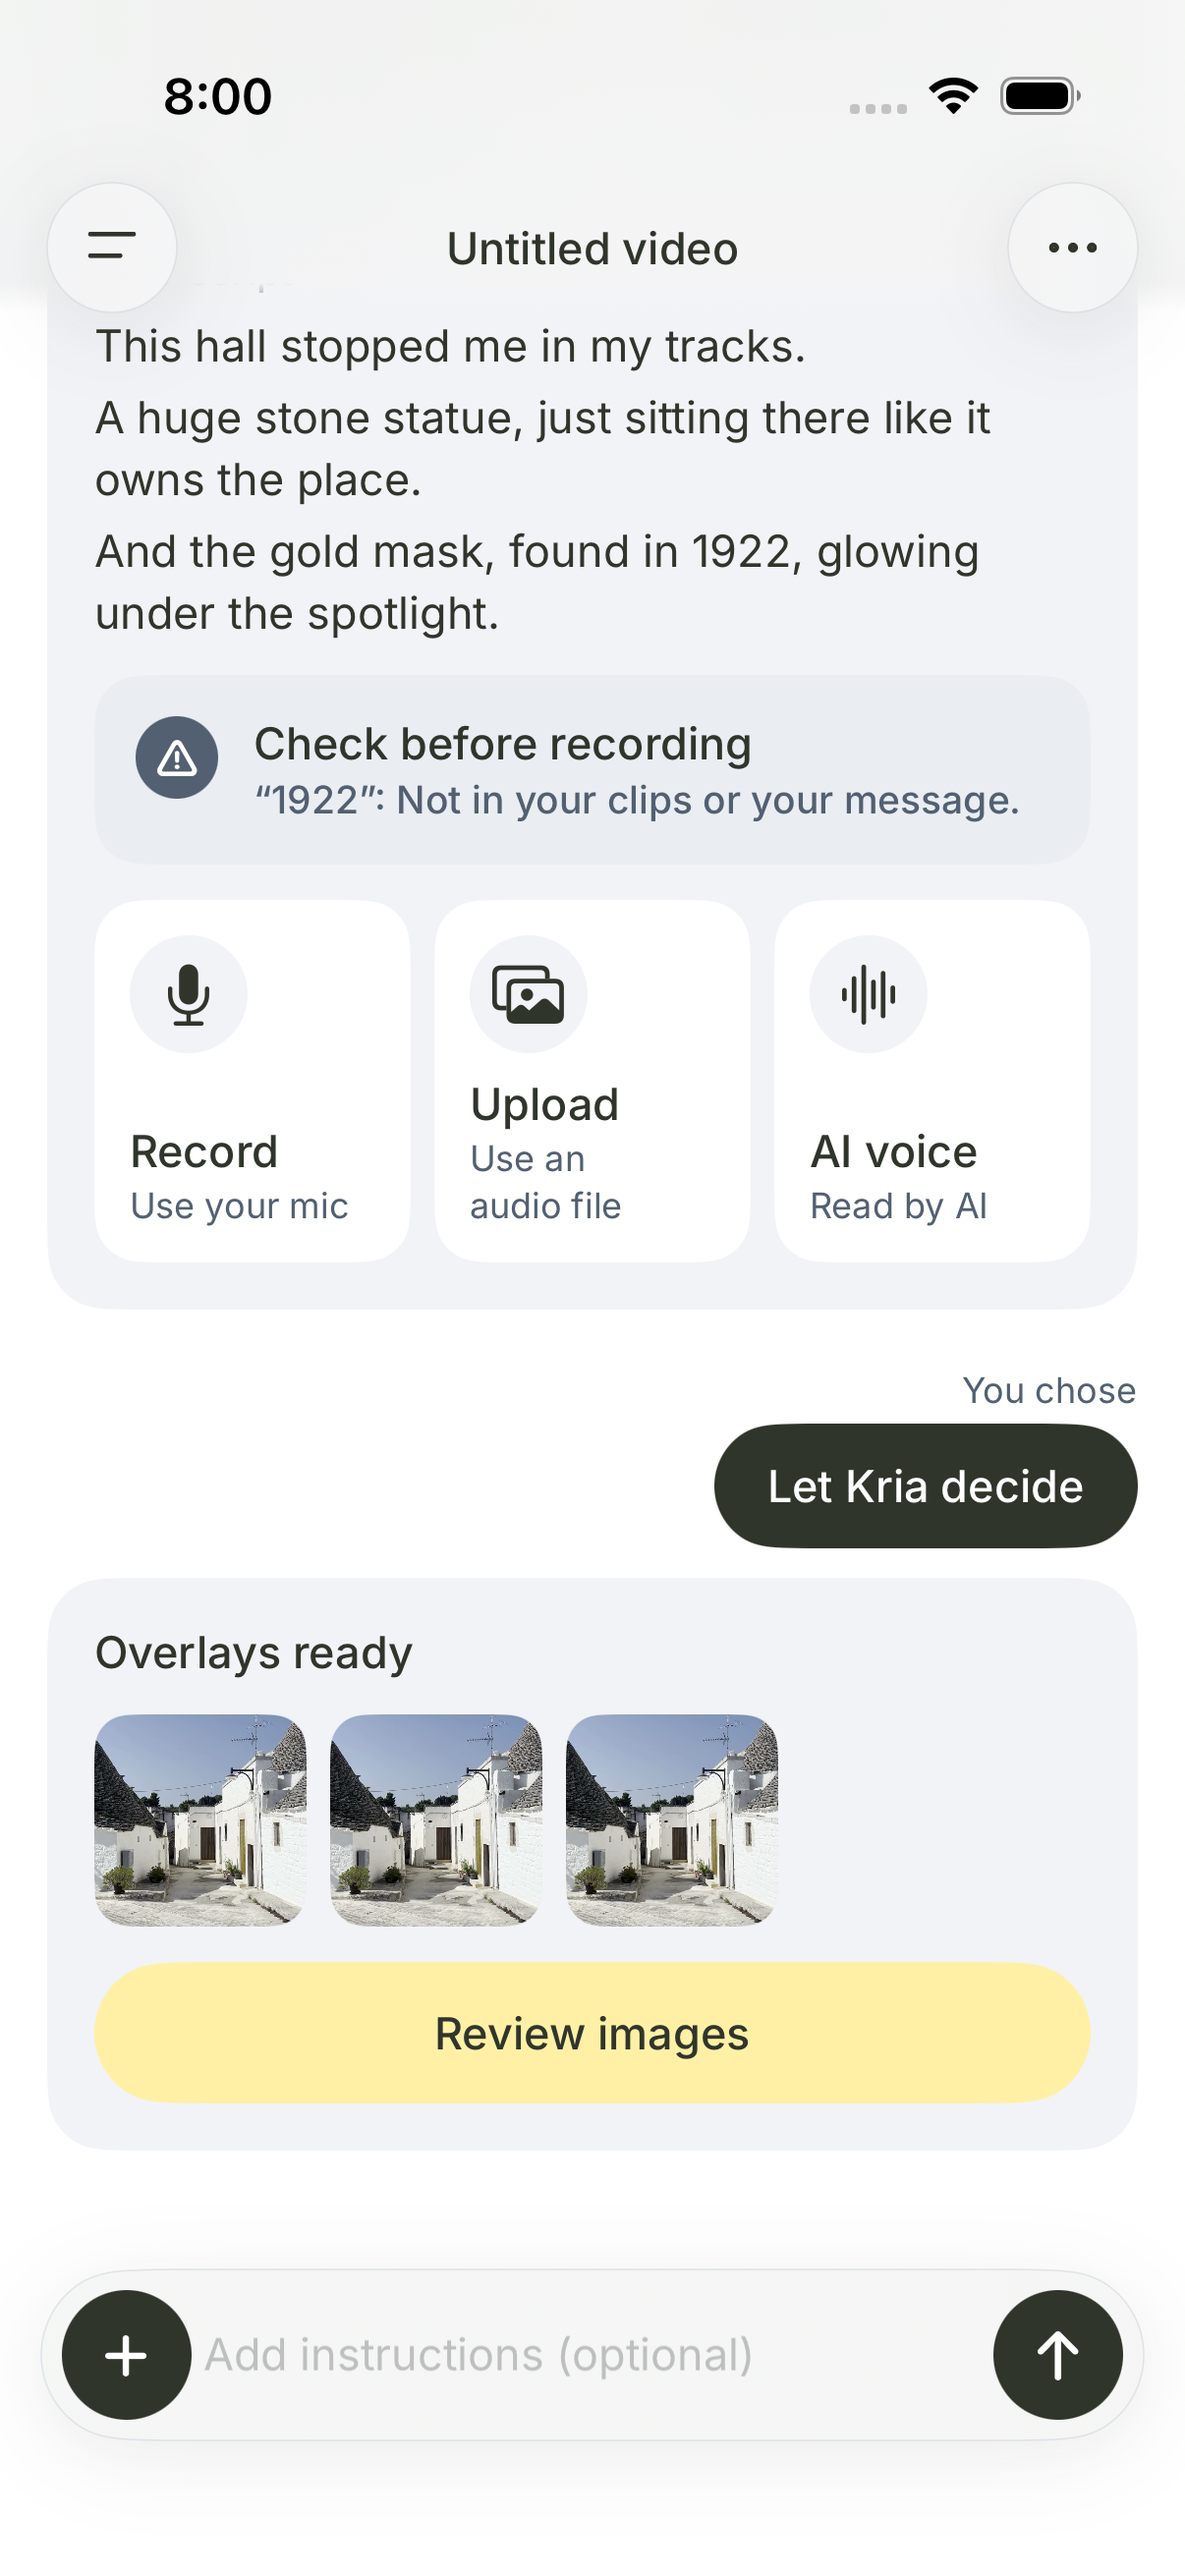 8:00
Untitled video
This hall stopped me in my tracks.
A huge stone statue, just sitting there like it
owns the place.
And the gold mask, found in 1922, glowing
under the spotlight.
Check before recording
“1922”: Not in your clips or your message.
Record
Use your mic
Upload
Use an
audio file
AI voice
Read by AI
You chose
Let Kria decide
Overlays ready
Review images
Add instructions (optional)